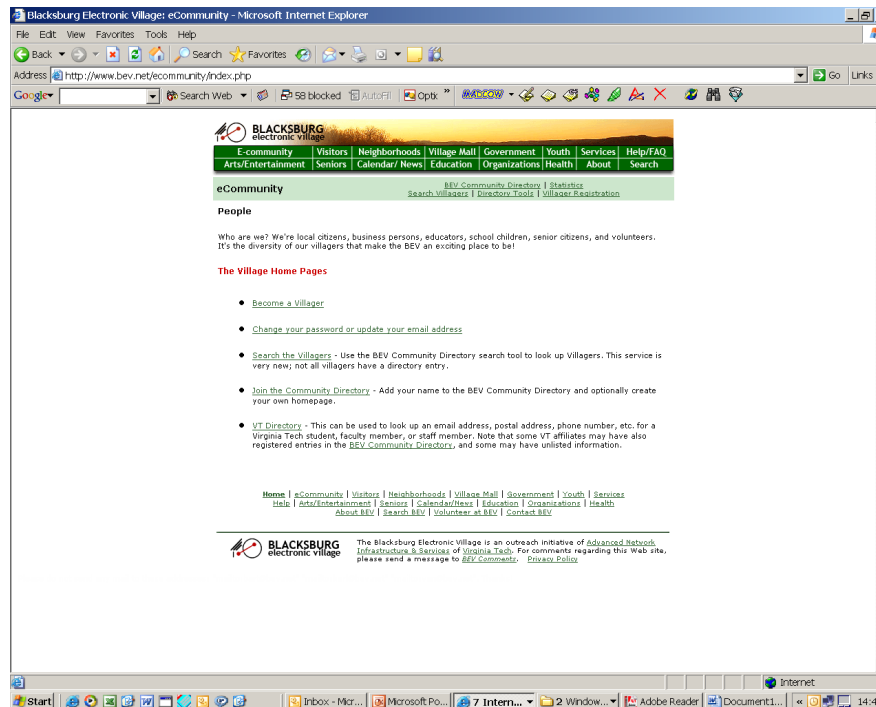 Blacksburg Electronic Village: eCommunity - Microsoft Internet Explorer
File Edit View Favorites Tools Help
Back Search Favorites
Address http://www.bev.net/ecommunity/index.php Go Links
Google Search Web 58 blocked AutoFill Optic »
BLACKSBURG
electronic village
E-community Visitors Neighborhoods Village Mall Government Youth Services Help/FAQ
Arts/Entertainment Seniors Calendar/ News Education Organizations Health About Search
eCommunity
BEV Community Directory | Statistics
Search Villagers | Directory Tools | Villager Registration
People
Who are we? We're local citizens, business persons, educators, school children, senior citizens, and volunteers.
It's the diversity of our villagers that make the BEV an exciting place to be!
The Village Home Pages
Become a Villager
Change your password or update your email address
Search the Villagers - Use the BEV Community Directory search tool to look up Villagers. This service is
very new; not all villagers have a directory entry.
Join the Community Directory - Add your name to the BEV Community Directory and optionally create
your own homepage.
VT Directory - This can be used to look up an email address, postal address, phone number, etc. for a
Virginia Tech student, faculty member, or staff member. Note that some VT affiliates may have also
registered entries in the BEV Community Directory, and some may have unlisted information.
Home | eCommunity | Visitors | Neighborhoods | Village Mall | Government | Youth | Services
Help | Arts/Entertainment | Seniors | Calendar/News | Education | Organizations | Health
About BEV | Search BEV | Volunteer at BEV | Contact BEV
BLACKSBURG
electronic village
The Blacksburg Electronic Village is an outreach initiative of Advanced Network
Infrastructure & Services of Virginia Tech. For comments regarding this Web site,
please send a message to BEV Comments. Privacy Policy
Internet
Start Inbox - Micr... Microsoft Po... 7 Intern... 2 Window... Adobe Reader Document1... « 14:4